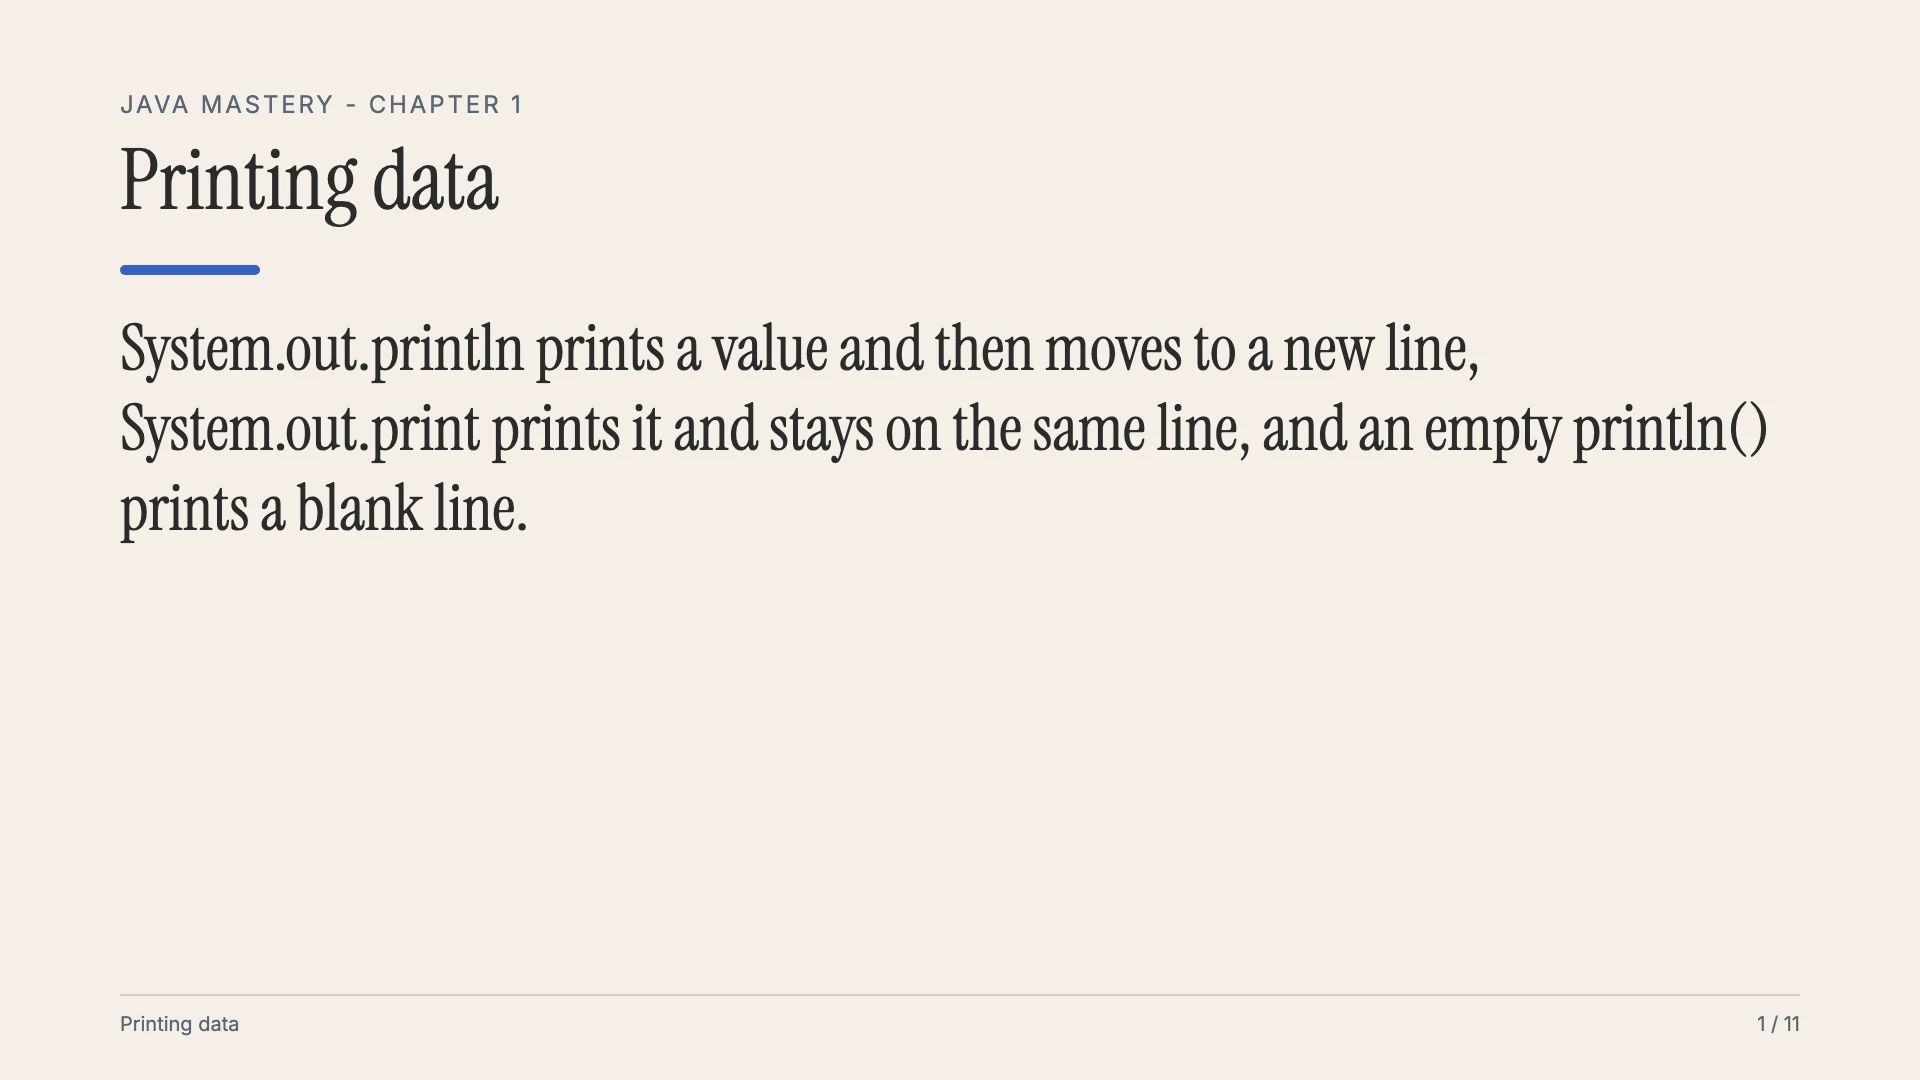 JAVA MASTERY - CHAPTER 1
Printing data
System.out.println prints a value and then moves to a new line,
System.out.print prints it and stays on the same line, and an empty println()
prints a blank line.
Printing data
1 / 11